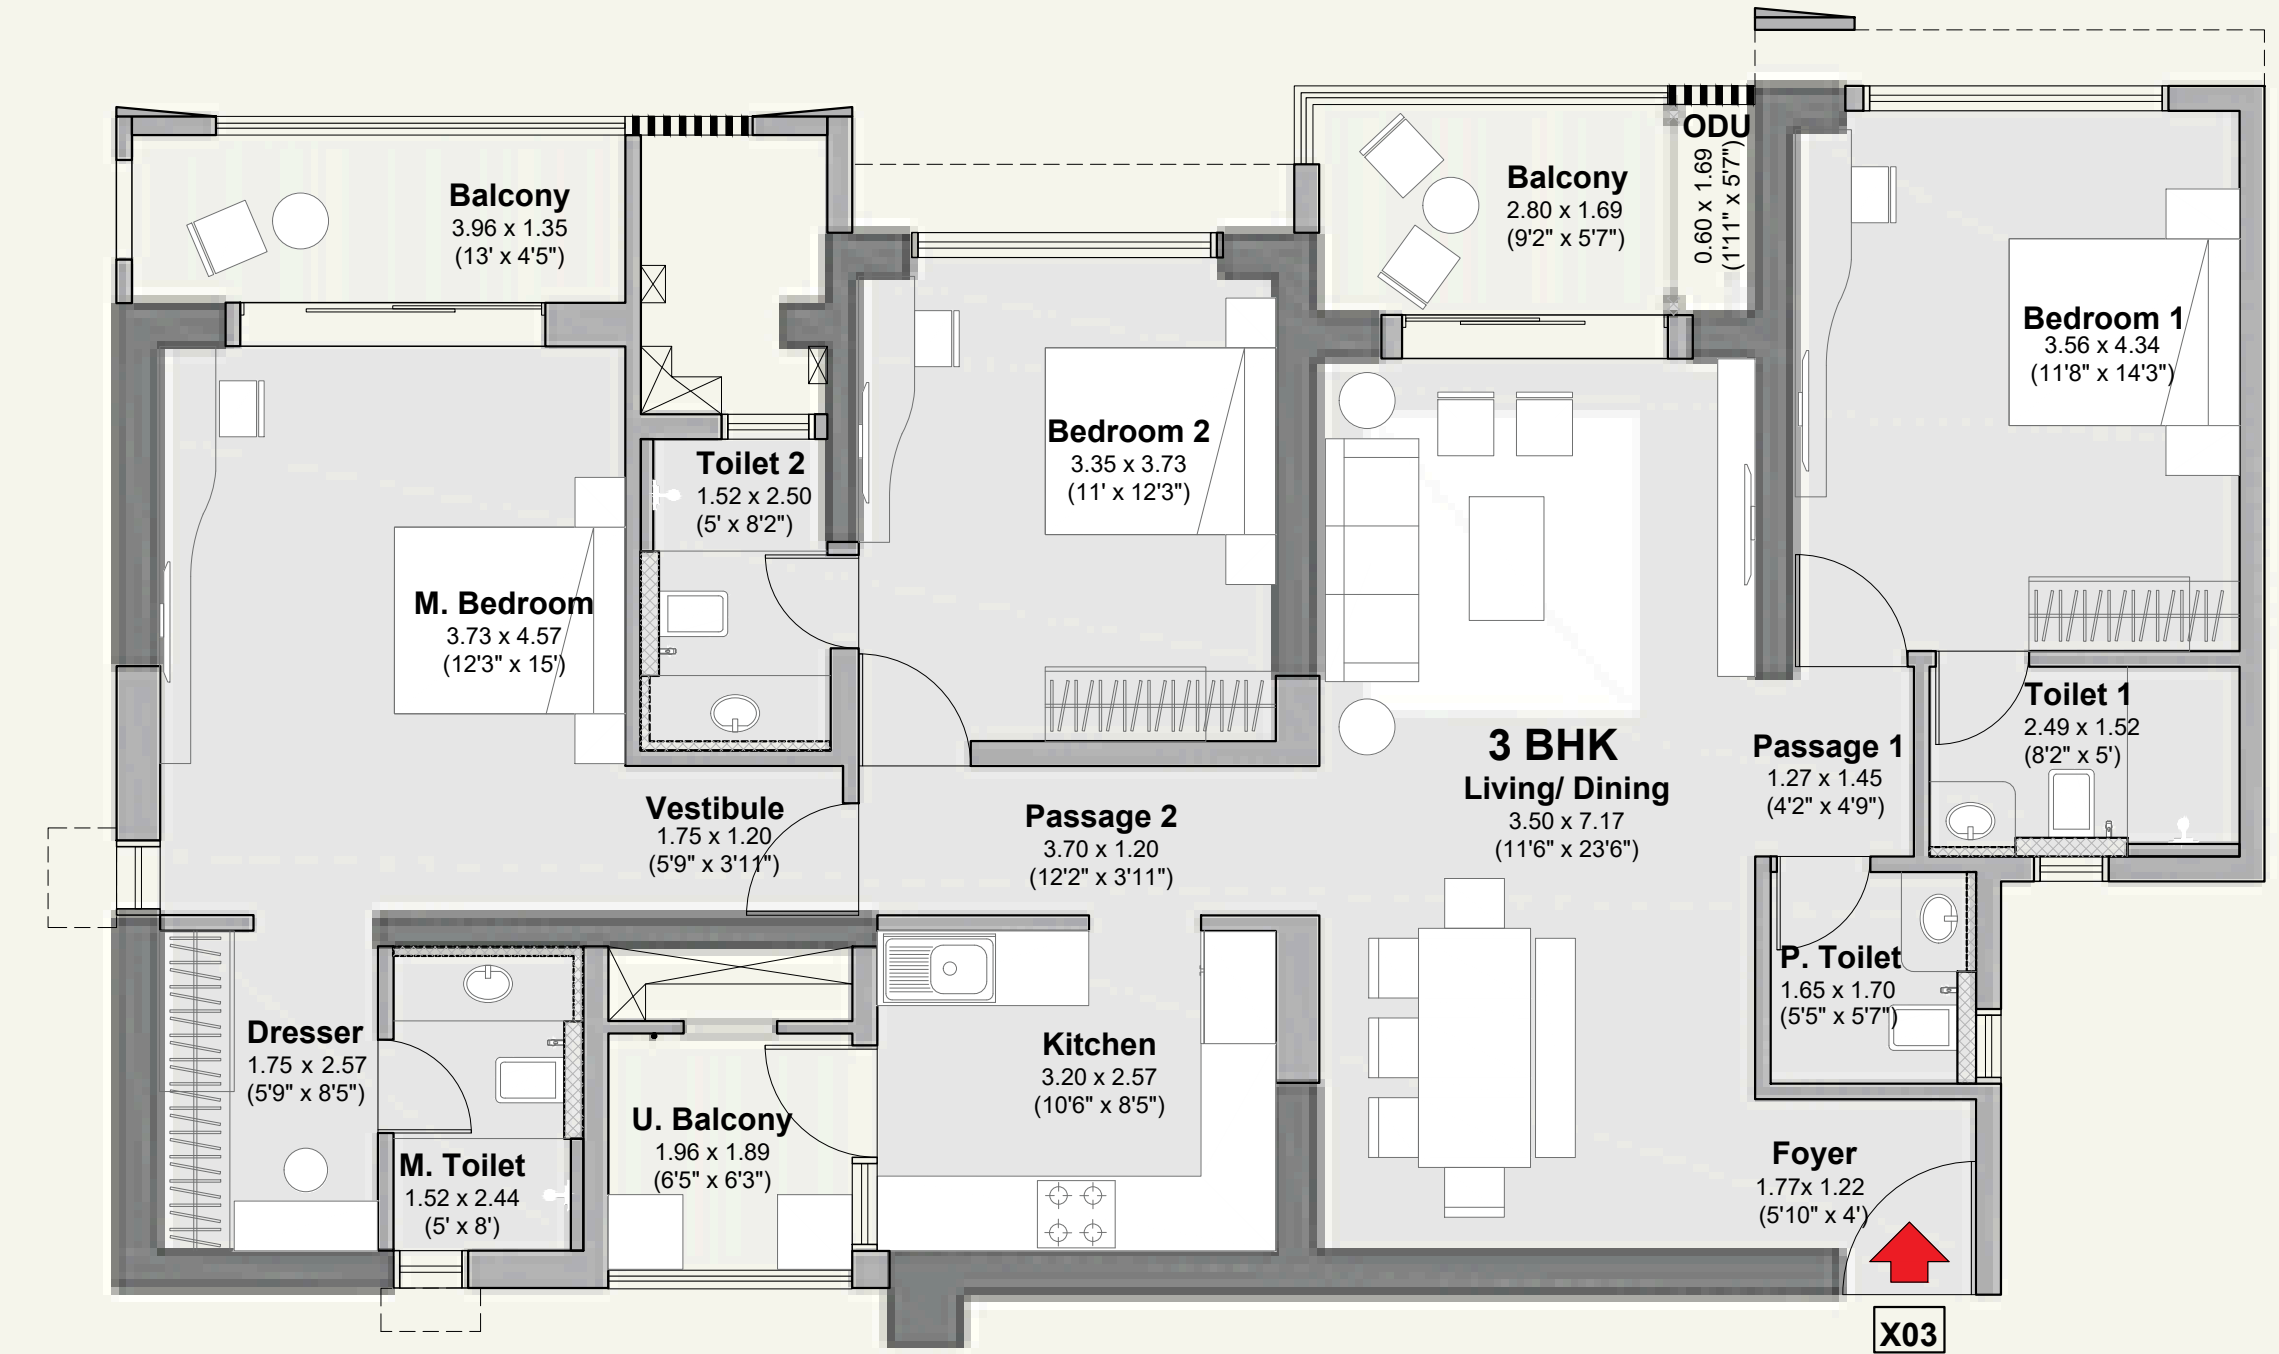 Balcony
3.96 x 1.35
(13' x 4'5")
Balcony
2.80 x 1.69
(9'2" x 5'7")
ODU
0.60 x 1.69
(1'11" x 5'7")
Bedroom 1
3.56 x 4.34
(11'8" x 14'3")
Toilet 2
1.52 x 2.50
(5' x 8'2")
Bedroom 2
3.35 x 3.73
(11' x 12'3")
M. Bedroom
3.73 x 4.57
(12'3" x 15')
3 BHK
Living/ Dining
3.50 x 7.17
(11'6" x 23'6")
Toilet 1
2.49 x 1.52
(8'2" x 5')
Passage 1
1.27 x 1.45
(4'2" x 4'9")
Vestibule
1.75 x 1.20
(5'9" x 3'11")
Passage 2
3.70 x 1.20
(12'2" x 3'11")
P. Toilet
1.65 x 1.70
(5'5" x 5'7")
Dresser
1.75 x 2.57
(5'9" x 8'5")
Kitchen
3.20 x 2.57
(10'6" x 8'5")
U. Balcony
1.96 x 1.89
(6'5" x 6'3")
M. Toilet
1.52 x 2.44
(5' x 8')
Foyer
1.77x 1.22
(5'10" x 4')
X03